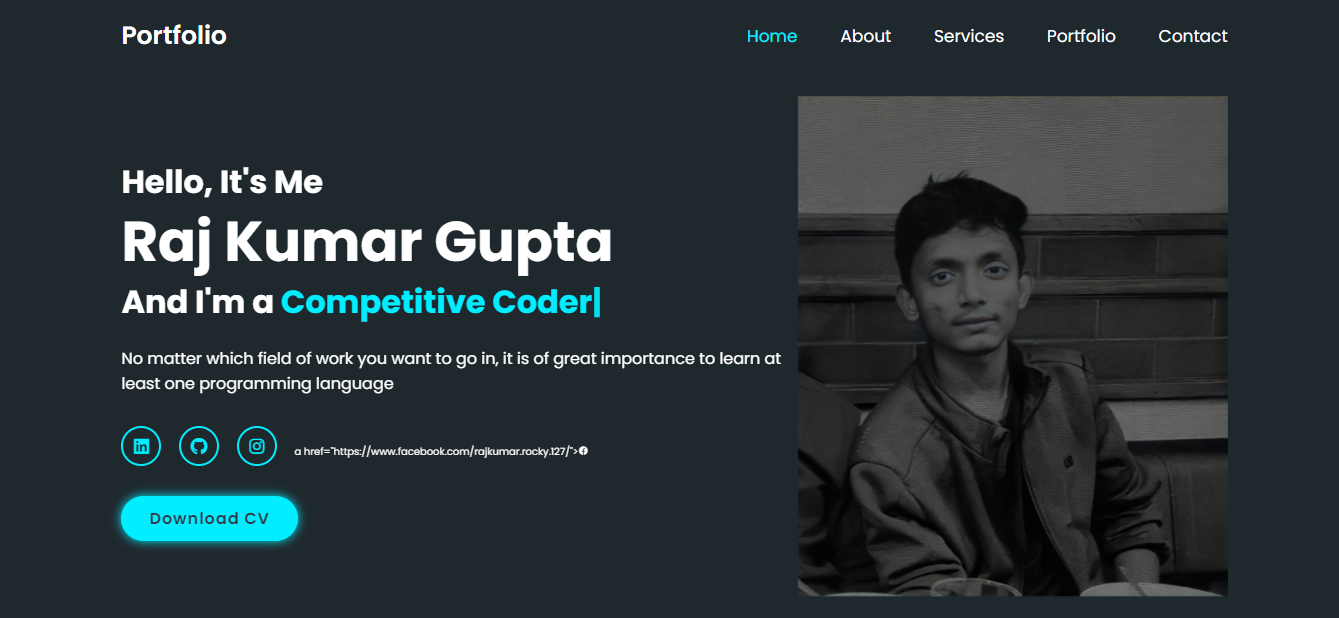 Portfolio
Home About Services Portfolio Contact
Hello, It's Me
Raj Kumar Gupta
And I'm a Competitive Coder|
No matter which field of work you want to go in, it is of great importance to learn at
least one programming language
a href="https://www.facebook.com/rajkumar.rocky.127/">
Download CV